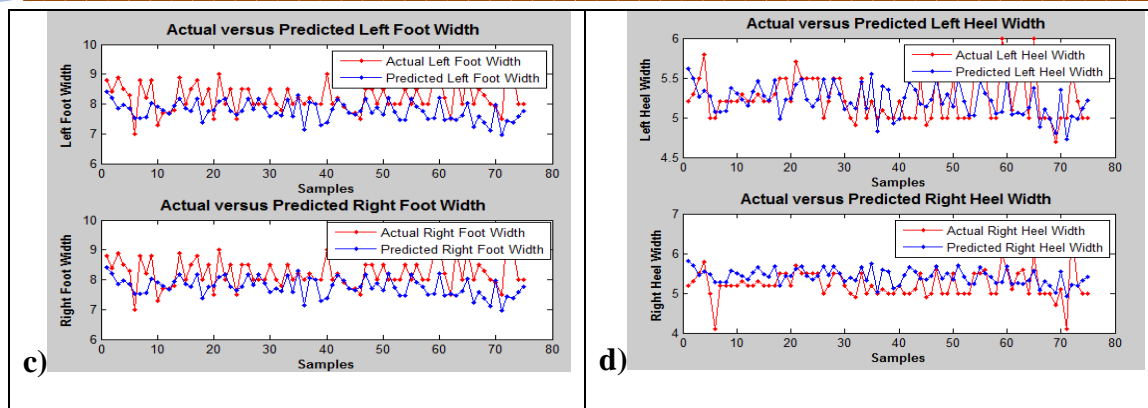 Actual versus Predicted Left Foot Width
10
9
8
7
6
0 10 20 30 40 50 60 70 80
Left Foot Width
Samples
Actual Left Foot Width
Predicted Left Foot Width
Actual versus Predicted Right Foot Width
10
9
8
7
6
0 10 20 30 40 50 60 70 80
Right Foot Width
Samples
Actual Right Foot Width
Predicted Right Foot Width
c)
Actual versus Predicted Left Heel Width
6
5.5
5
4.5
0 10 20 30 40 50 60 70 80
Left Heel Width
Samples
Actual Left Heel Width
Predicted Left Heel Width
Actual versus Predicted Right Heel Width
7
6
5
4
0 10 20 30 40 50 60 70 80
Right Heel Width
Samples
Actual Right Heel Width
Predicted Right Heel Width
d)